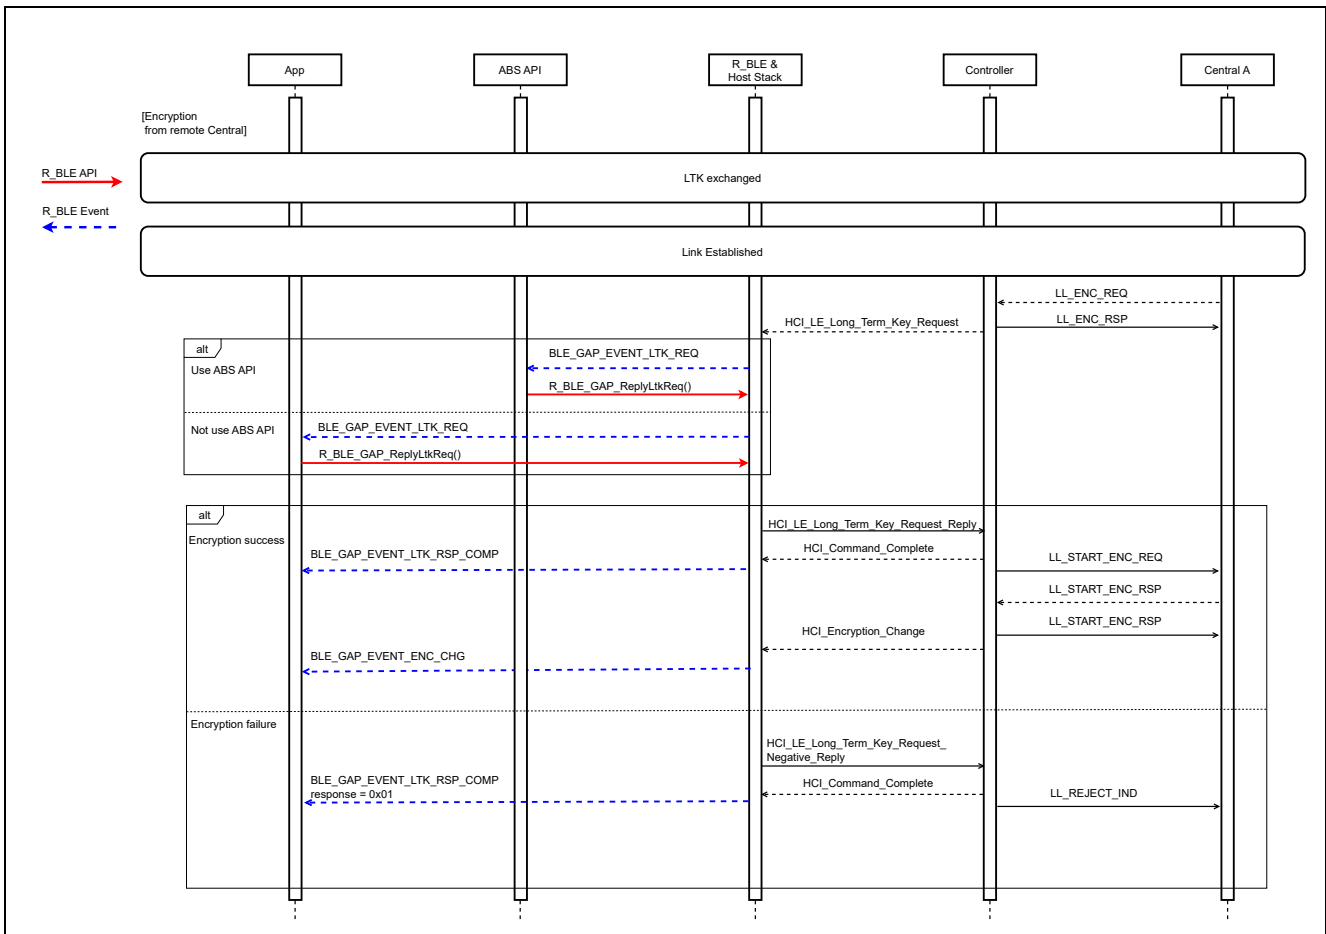 App
ABS API
R_BLE &
Host Stack
Controller
Central A
[Encryption
from remote Central]
R_BLE API
LTK exchanged
R_BLE Event
Link Established
LL_ENC_REQ
HCI_LE_Long_Term_Key_Request
LL_ENC_RSP
alt
Use ABS API
BLE_GAP_EVENT_LTK_REQ
R_BLE_GAP_ReplyLtkReq()
Not use ABS API
BLE_GAP_EVENT_LTK_REQ
R_BLE_GAP_ReplyLtkReq()
alt
Encryption success
HCI_LE_Long_Term_Key_Request_Reply
HCI_Command_Complete
BLE_GAP_EVENT_LTK_RSP_COMP
LL_START_ENC_REQ
LL_START_ENC_RSP
LL_START_ENC_RSP
HCI_Encryption_Change
BLE_GAP_EVENT_ENC_CHG
Encryption failure
HCI_LE_Long_Term_Key_Request_
Negative_Reply
BLE_GAP_EVENT_LTK_RSP_COMP
response = 0x01
HCI_Command_Complete
LL_REJECT_IND